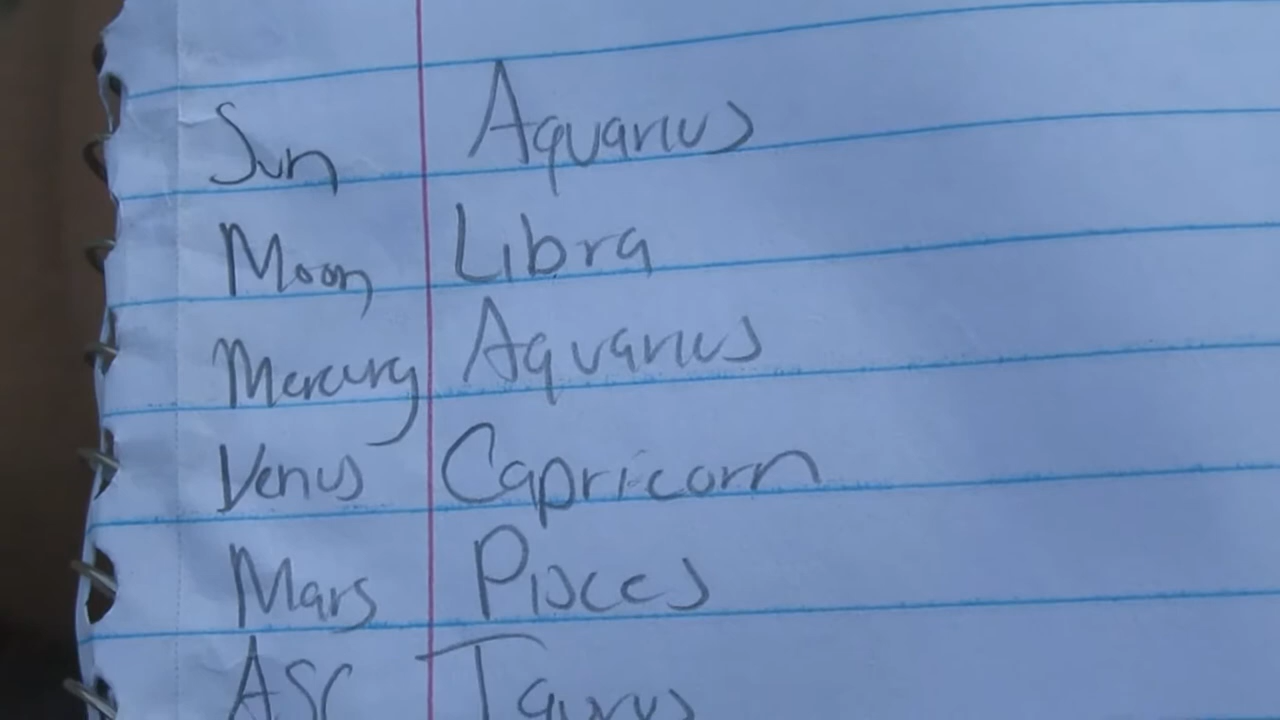 Sun Aquarius
Moon Libra
Mercury Aquarius
Venus Capricorn
Mars Pisces
ASC Taurus